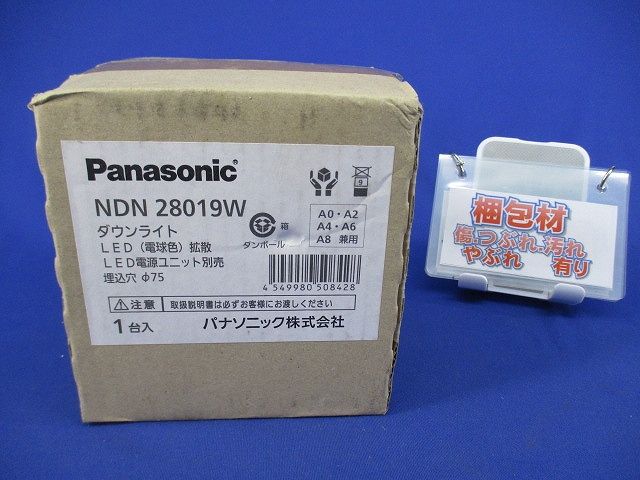 Panasonic
NDN 28019W
ダウンライト
LED（電球色）拡散
LED電源ユニット別売
埋込穴 φ75
箱
ダンボール
9
A0・A2
A4・A6
A8 兼用
4 549980 508428
⚠注意 取扱説明書は必ずお客様にお渡しください
1台入 パナソニック株式会社
梱包材
傷・つぶれ・汚れ
やぶれ 有り